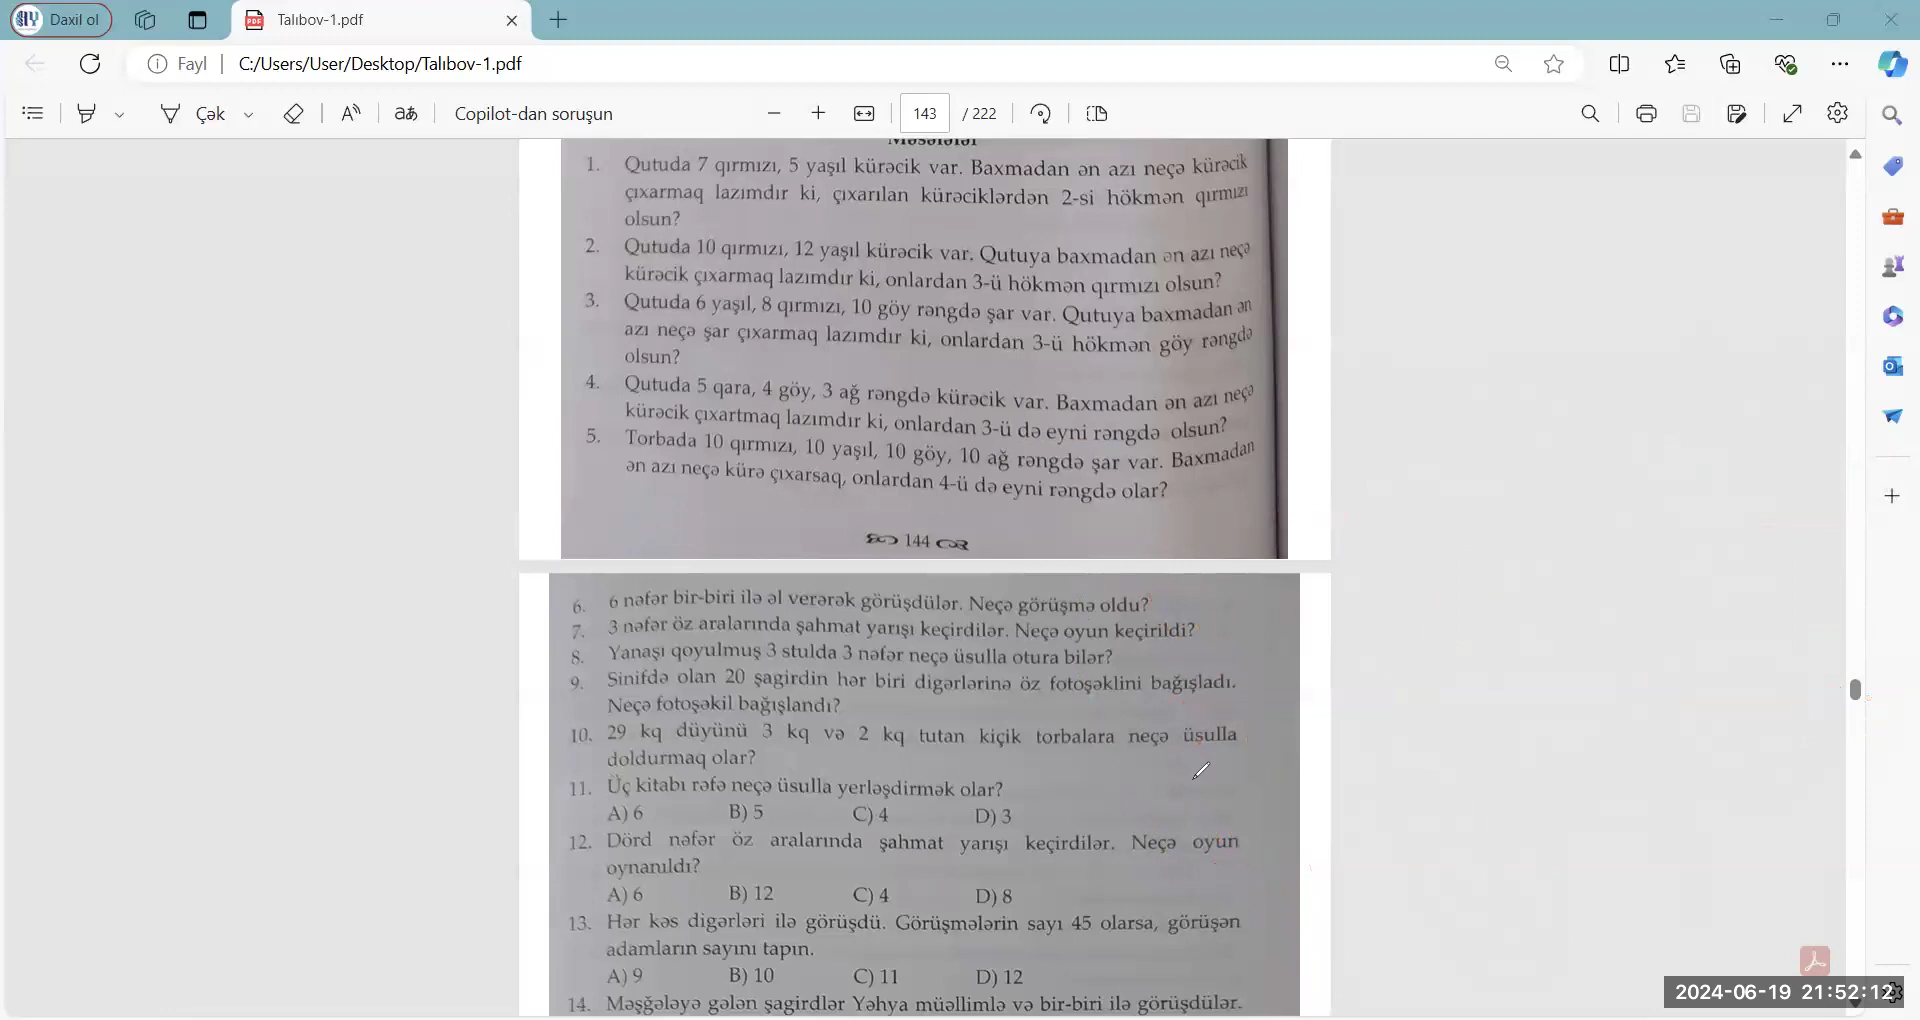 Daxil ol
Talıbov-1.pdf
Fayl | C:/Users/User/Desktop/Talıbov-1.pdf
Çək
aあ
Copilot-dan soruşun
143 / 222
Məsələlər
1. Qutuda 7 qırmızı, 5 yaşıl kürəcik var. Baxmadan ən azı neçə kürəcik
çıxarmaq lazımdır ki, çıxarılan kürəciklərdən 2-si hökmən qırmızı
olsun?
2. Qutuda 10 qırmızı, 12 yaşıl kürəcik var. Qutuya baxmadan ən azı neçə
kürəcik çıxarmaq lazımdır ki, onlardan 3-ü hökmən qırmızı olsun?
3. Qutuda 6 yaşıl, 8 qırmızı, 10 göy rəngdə şar var. Qutuya baxmadan ən
azı neçə şar çıxarmaq lazımdır ki, onlardan 3-ü hökmən göy rəngdə
olsun?
4. Qutuda 5 qara, 4 göy, 3 ağ rəngdə kürəcik var. Baxmadan ən azı neçə
kürəcik çıxartmaq lazımdır ki, onlardan 3-ü də eyni rəngdə olsun?
5. Torbada 10 qırmızı, 10 yaşıl, 10 göy, 10 ağ rəngdə şar var. Baxmadan
ən azı neçə kürə çıxarsaq, onlardan 4-ü də eyni rəngdə olar?
144
6. 6 nəfər bir-biri ilə əl verərək görüşdülər. Neçə görüşmə oldu?
7. 3 nəfər öz aralarında şahmat yarışı keçirdilər. Neçə oyun keçirildi?
8. Yanaşı qoyulmuş 3 stulda 3 nəfər neçə üsulla otura bilər?
9. Sinifdə olan 20 şagirdin hər biri digərlərinə öz fotoşəklini bağışladı.
Neçə fotoşəkil bağışlandı?
10. 29 kq düyünü 3 kq və 2 kq tutan kiçik torbalara neçə üsulla
doldurmaq olar?
11. Üç kitabı rəfə neçə üsulla yerləşdirmək olar?
A) 6 B) 5 C) 4 D) 3
12. Dörd nəfər öz aralarında şahmat yarışı keçirdilər. Neçə oyun
oynanıldı?
A) 6 B) 12 C) 4 D) 8
13. Hər kəs digərləri ilə görüşdü. Görüşmələrin sayı 45 olarsa, görüşən
adamların sayını tapın.
A) 9 B) 10 C) 11 D) 12
14. Məşğələyə gələn şagirdlər Yəhya müəllimlə və bir-biri ilə görüşdülər.
2024-06-19 21:52:12